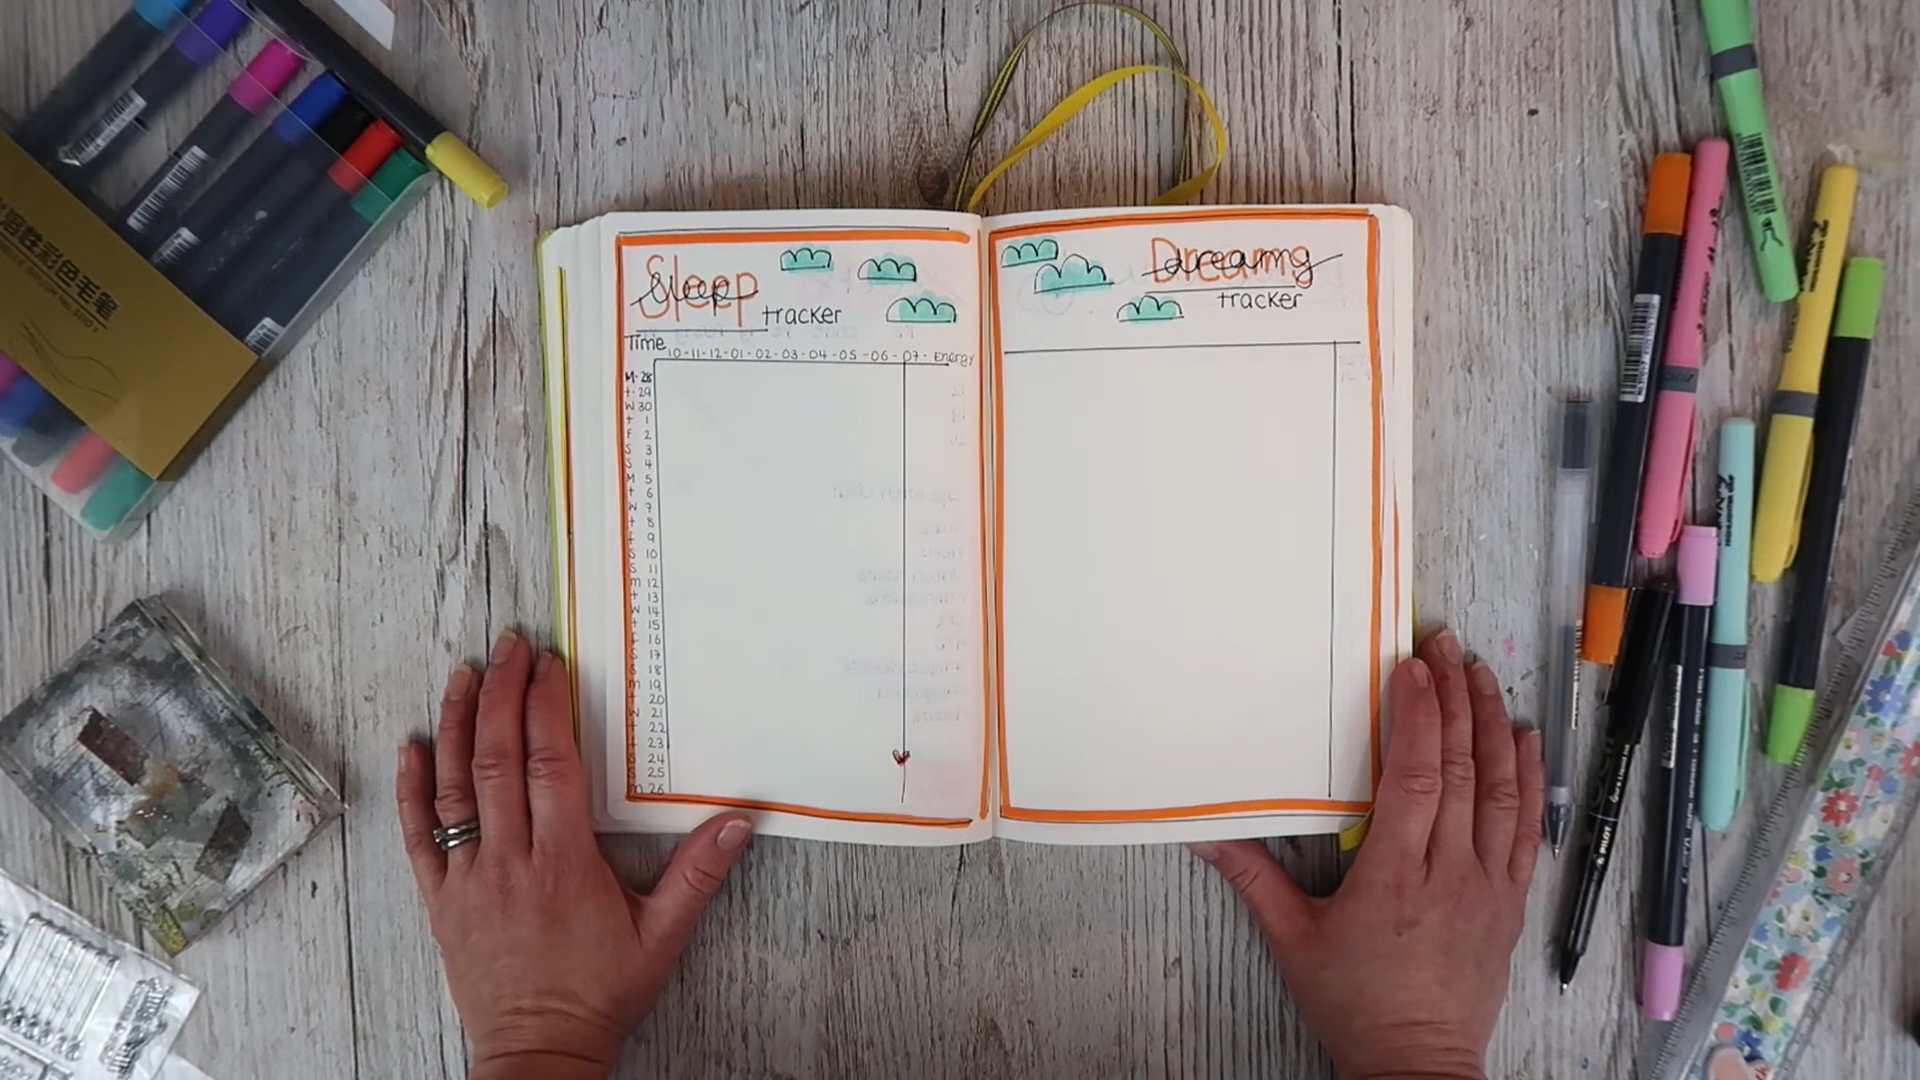 Sleep
Sleep
tracker
Time
10-11-12-01-02-03-04-05-06-07-Energy
M-28
t-29
W 30
t 1
F 2
S 3
S 4
M 5
t 6
W 7
t 8
f 9
S 10
S 11
m 12
t 13
W 14
t 15
f 16
S 17
S 18
m 19
t 20
W 21
t 22
f 23
S 24
S 25
m 26
Dreaming
dreaming
tracker
PILOT